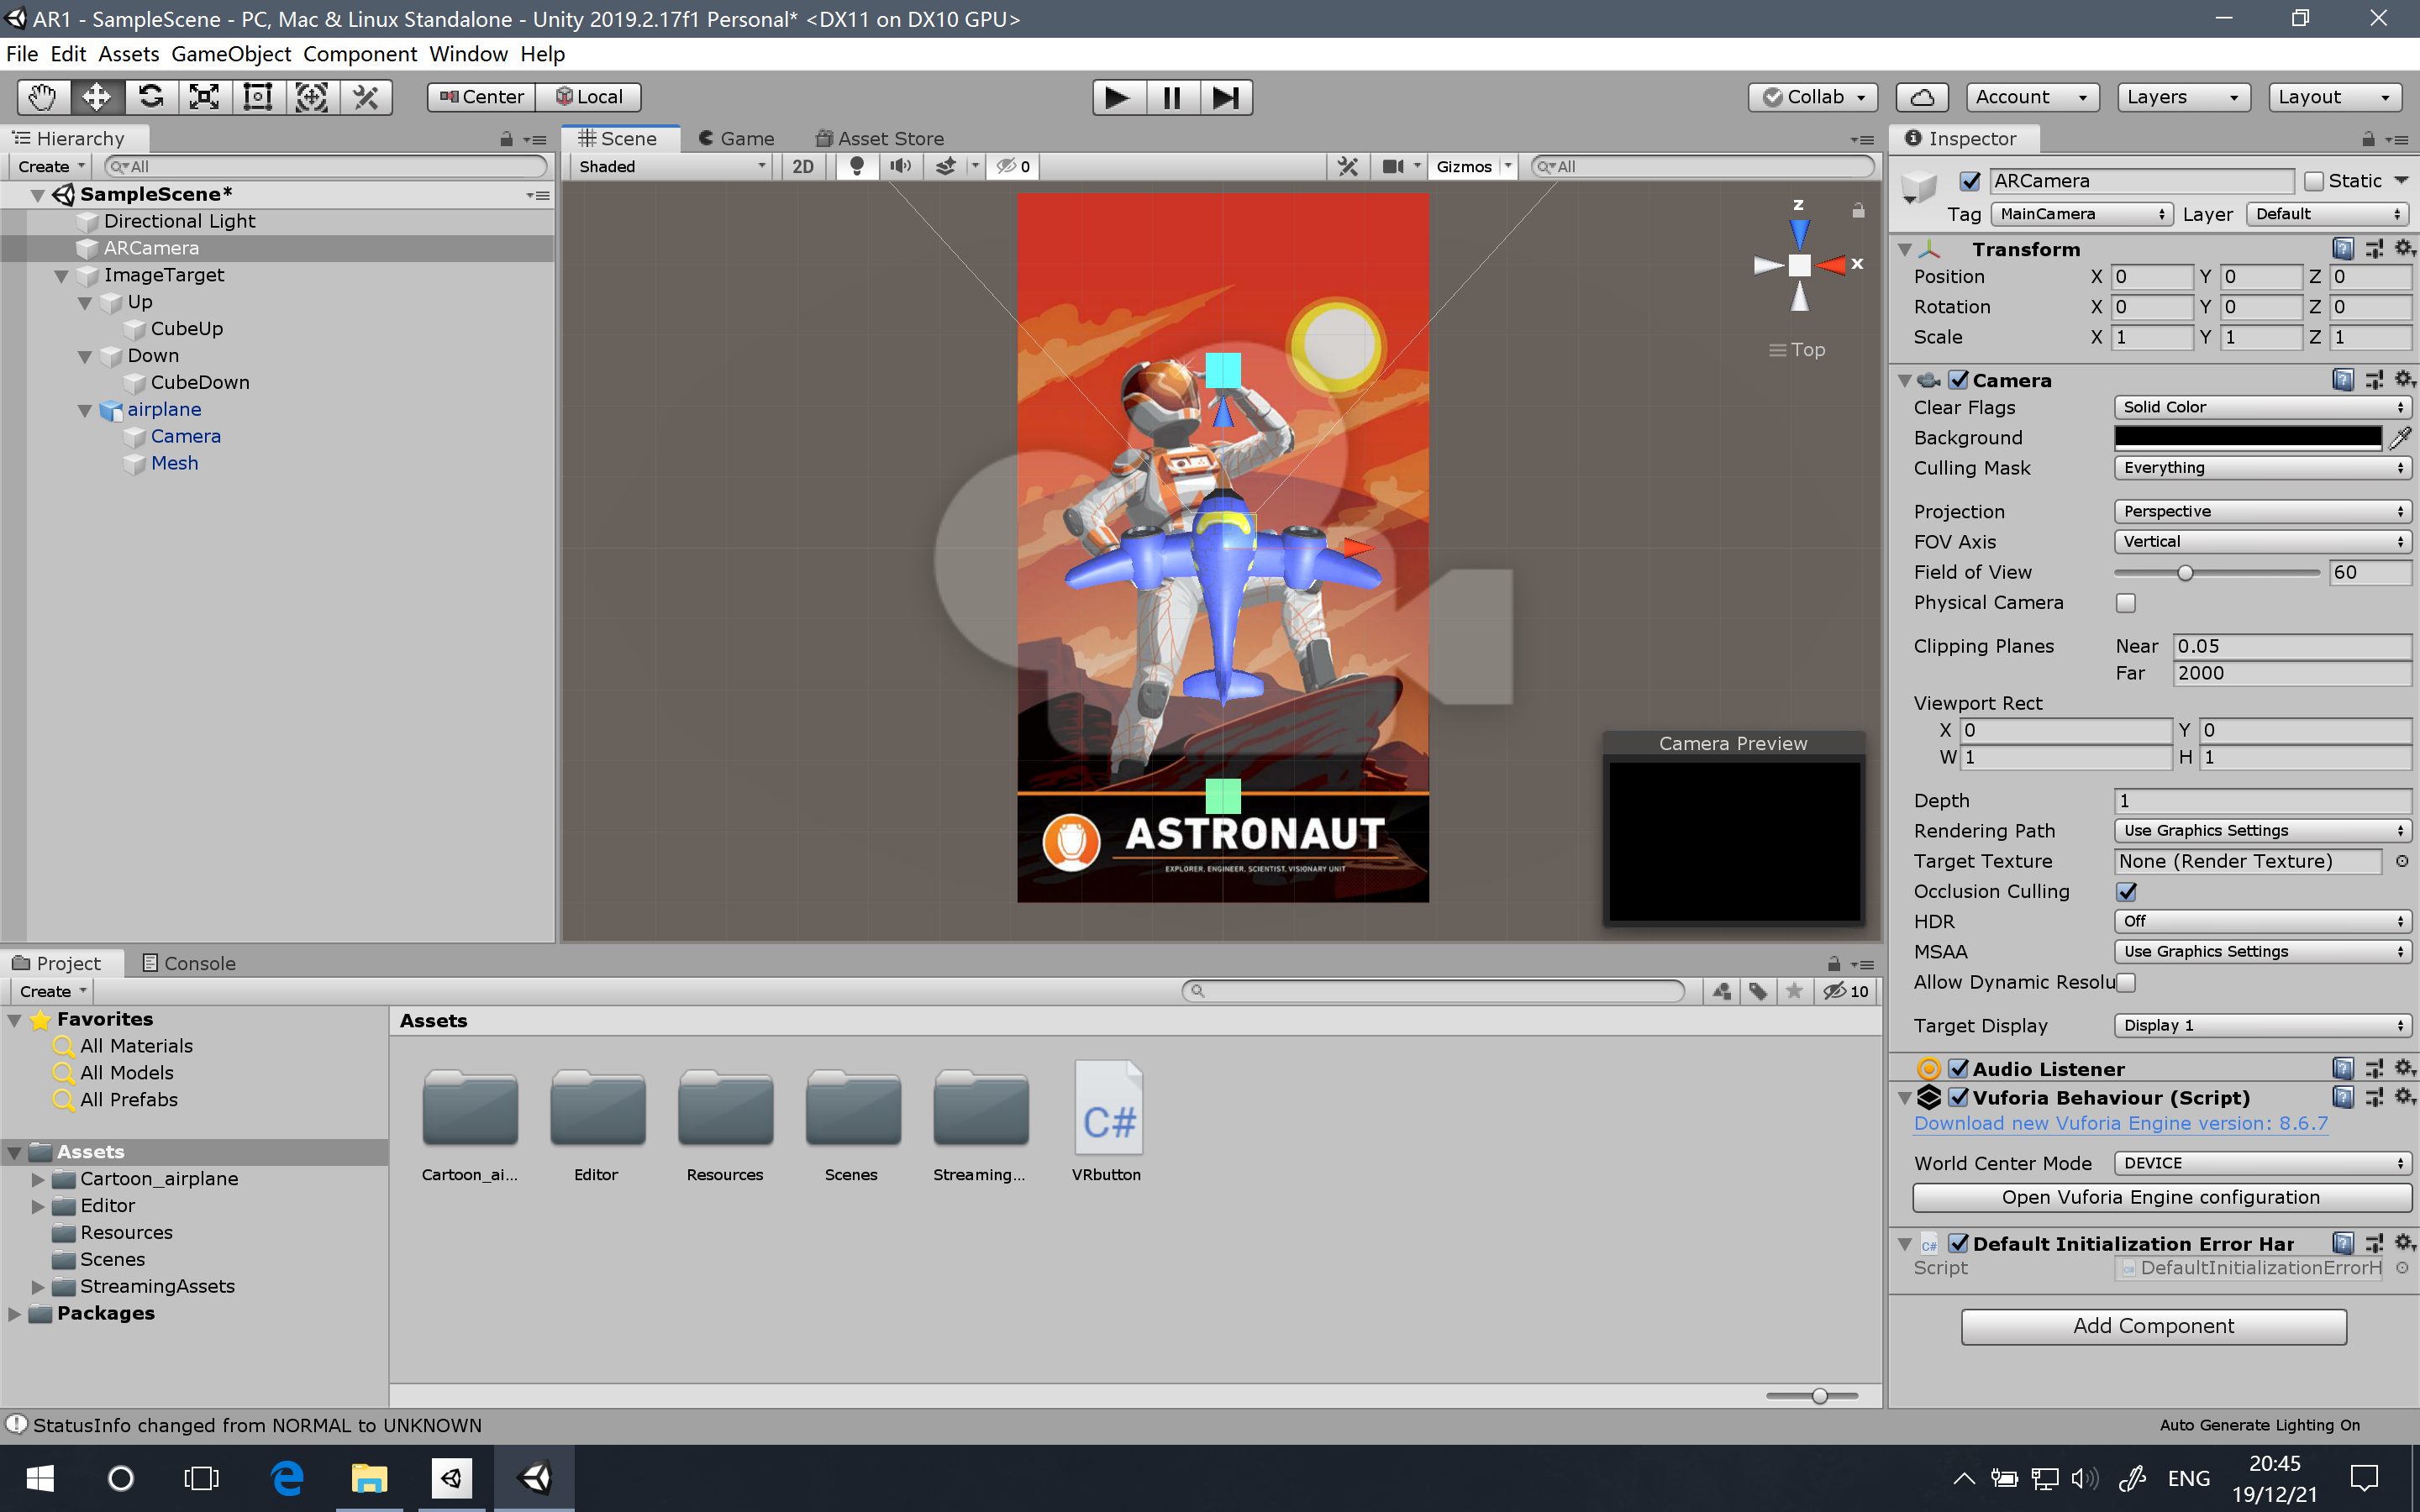 AR1 - SampleScene - PC, Mac & Linux Standalone - Unity 2019.2.17f1 Personal* <DX11 on DX10 GPU>
File Edit Assets GameObject Component Window Help
Center Local
Collab Account Layers Layout
Hierarchy
Create All
SampleScene*
Directional Light
ARCamera
ImageTarget
Up
CubeUp
Down
CubeDown
airplane
Camera
Mesh
Scene Game Asset Store
Shaded 2D 0 Gizmos All
z
x
Top
ASTRONAUT
EXPLORER, ENGINEER, SCIENTIST, VISIONARY UNIT
Camera Preview
Inspector
ARCamera Static
Tag MainCamera Layer Default
Transform
Position X 0 Y 0 Z 0
Rotation X 0 Y 0 Z 0
Scale X 1 Y 1 Z 1
Camera
Clear Flags Solid Color
Background
Culling Mask Everything
Projection Perspective
FOV Axis Vertical
Field of View 60
Physical Camera
Clipping Planes Near 0.05
Far 2000
Viewport Rect
X 0 Y 0
W 1 H 1
Depth 1
Rendering Path Use Graphics Settings
Target Texture None (Render Texture)
Occlusion Culling
HDR Off
MSAA Use Graphics Settings
Allow Dynamic Resolu
Target Display Display 1
Audio Listener
Vuforia Behaviour (Script)
Download new Vuforia Engine version: 8.6.7
World Center Mode DEVICE
Open Vuforia Engine configuration
C# Default Initialization Error Har
Script DefaultInitializationErrorH
Add Component
Project Console
Create 10
Favorites
All Materials
All Models
All Prefabs
Assets
Cartoon_airplane
Editor
Resources
Scenes
StreamingAssets
Packages
Assets
C#
Cartoon_ai... Editor Resources Scenes Streaming... VRbutton
StatusInfo changed from NORMAL to UNKNOWN
Auto Generate Lighting On
ENG
20:45
19/12/21